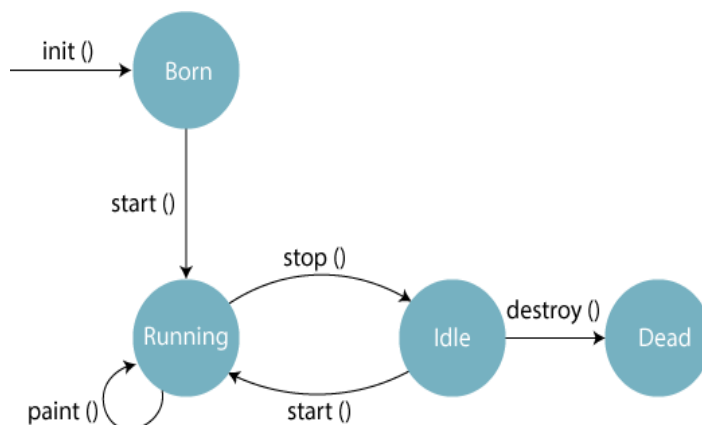 init ()
Born
start ()
stop ()
Running
Idle
destroy ()
Dead
paint ()
start ()